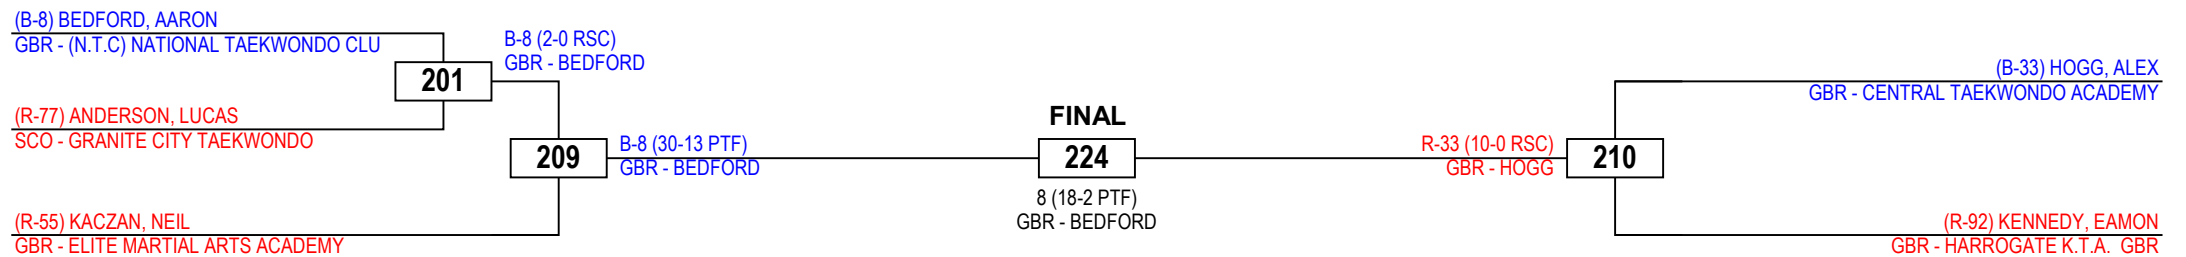 (B-8) BEDFORD, AARON
GBR - (N.T.C) NATIONAL TAEKWONDO CLU
B-8 (2-0 RSC)
GBR - BEDFORD
201
(R-77) ANDERSON, LUCAS
SCO - GRANITE CITY TAEKWONDO
B-8 (30-13 PTF)
GBR - BEDFORD
209
(R-55) KACZAN, NEIL
GBR - ELITE MARTIAL ARTS ACADEMY
FINAL
224
8 (18-2 PTF)
GBR - BEDFORD
(B-33) HOGG, ALEX
GBR - CENTRAL TAEKWONDO ACADEMY
R-33 (10-0 RSC)
GBR - HOGG
210
(R-92) KENNEDY, EAMON
GBR - HARROGATE K.T.A.  GBR